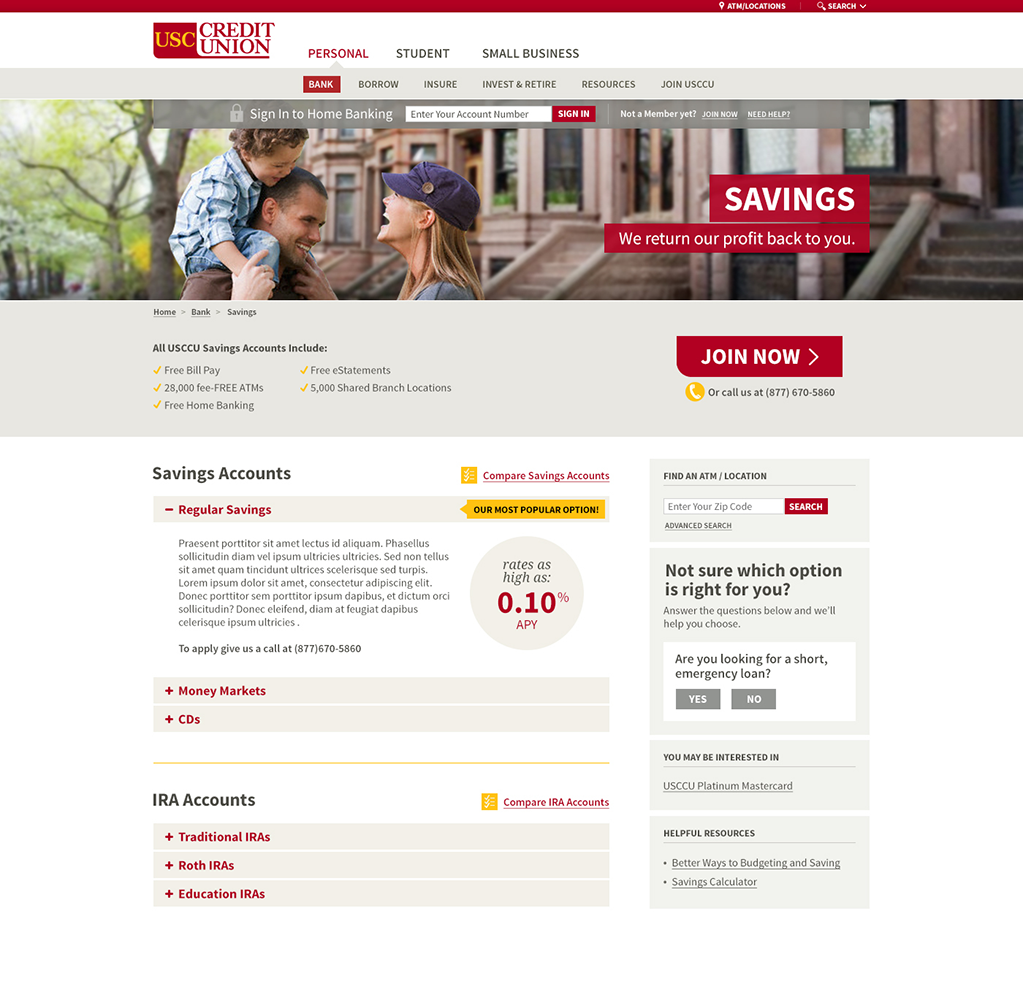 ATM/LOCATIONS | SEARCH
USC CREDIT UNION
PERSONAL STUDENT SMALL BUSINESS
BANK BORROW INSURE INVEST & RETIRE RESOURCES JOIN USCCU
Sign In to Home Banking Enter Your Account Number SIGN IN Not a Member yet? JOIN NOW NEED HELP?
SAVINGS
We return our profit back to you.
Home > Bank > Savings
All USCCU Savings Accounts Include:
Free Bill Pay
28,000 fee-FREE ATMs
Free Home Banking
Free eStatements
5,000 Shared Branch Locations
JOIN NOW
Or call us at (877) 670-5860
Savings Accounts
Compare Savings Accounts
− Regular Savings
OUR MOST POPULAR OPTION!
Praesent porttitor sit amet lectus id aliquam. Phasellus
sollicitudin diam vel ipsum ultricies ultricies. Sed non tellus
sit amet quam tincidunt ultrices scelerisque sed turpis.
Lorem ipsum dolor sit amet, consectetur adipiscing elit.
Donec porttitor sem porttitor ipsum dapibus, et dictum orci
sollicitudin? Donec eleifend, diam at feugiat dapibus
celerisque ipsum ultricies .
To apply give us a call at (877)670-5860
rates as
high as:
0.10%
APY
+ Money Markets
+ CDs
IRA Accounts
Compare IRA Accounts
+ Traditional IRAs
+ Roth IRAs
+ Education IRAs
FIND AN ATM / LOCATION
Enter Your Zip Code SEARCH
ADVANCED SEARCH
Not sure which option
is right for you?
Answer the questions below and we'll
help you choose.
Are you looking for a short,
emergency loan?
YES NO
YOU MAY BE INTERESTED IN
USCCU Platinum Mastercard
HELPFUL RESOURCES
• Better Ways to Budgeting and Saving
• Savings Calculator